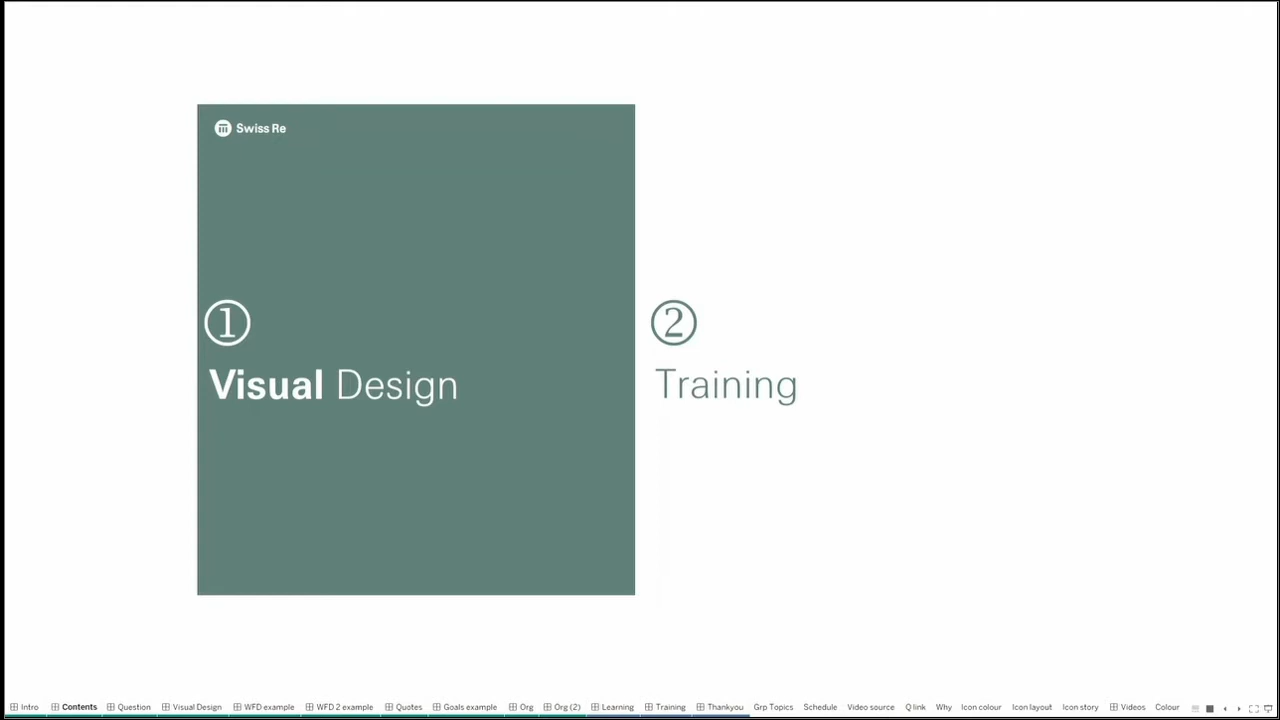 Swiss Re
① ②
Visual Design Training
Intro Contents Question Visual Design WFD example WFD 2 example Quotes Goals example Org Org (2) Learning Training Thankyou Grp Topics Schedule Video source Q link Why Icon colour Icon layout Icon story Videos Colour